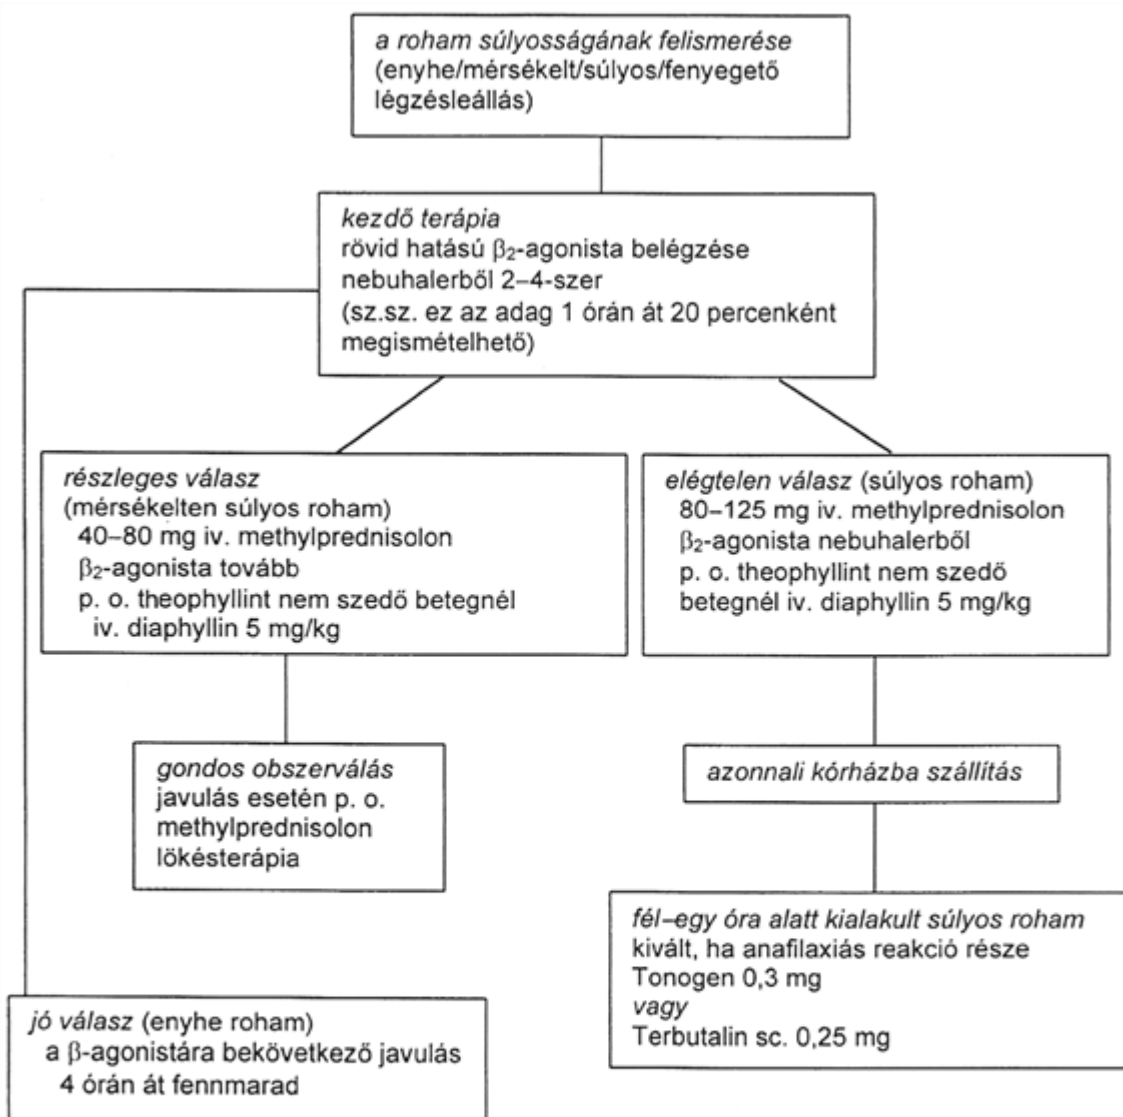 a roham súlyosságának felismerése
(enyhe/mérsékelt/súlyos/fenyegető
légzésleállás)
kezdő terápia
rövid hatású β₂-agonista belégzése
nebuhalerből 2–4-szer
(sz.sz. ez az adag 1 órán át 20 percenként
megismételhető)
részleges válasz
(mérsékelten súlyos roham)
40–80 mg iv. methylprednisolon
β₂-agonista tovább
p. o. theophyllint nem szedő betegnél
iv. diaphyllin 5 mg/kg
elégtelen válasz (súlyos roham)
80–125 mg iv. methylprednisolon
β₂-agonista nebuhalerből
p. o. theophyllint nem szedő
betegnél iv. diaphyllin 5 mg/kg
gondos obszerválás
javulás esetén p. o.
methylprednisolon
lökésterápia
azonnali kórházba szállítás
fél–egy óra alatt kialakult súlyos roham
kivált, ha anafilaxiás reakció része
Tonogen 0,3 mg
vagy
Terbutalin sc. 0,25 mg
jó válasz (enyhe roham)
a β-agonistára bekövetkező javulás
4 órán át fennmarad